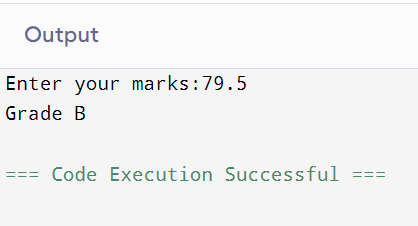 Output
Enter your marks:79.5
Grade B
=== Code Execution Successful ===